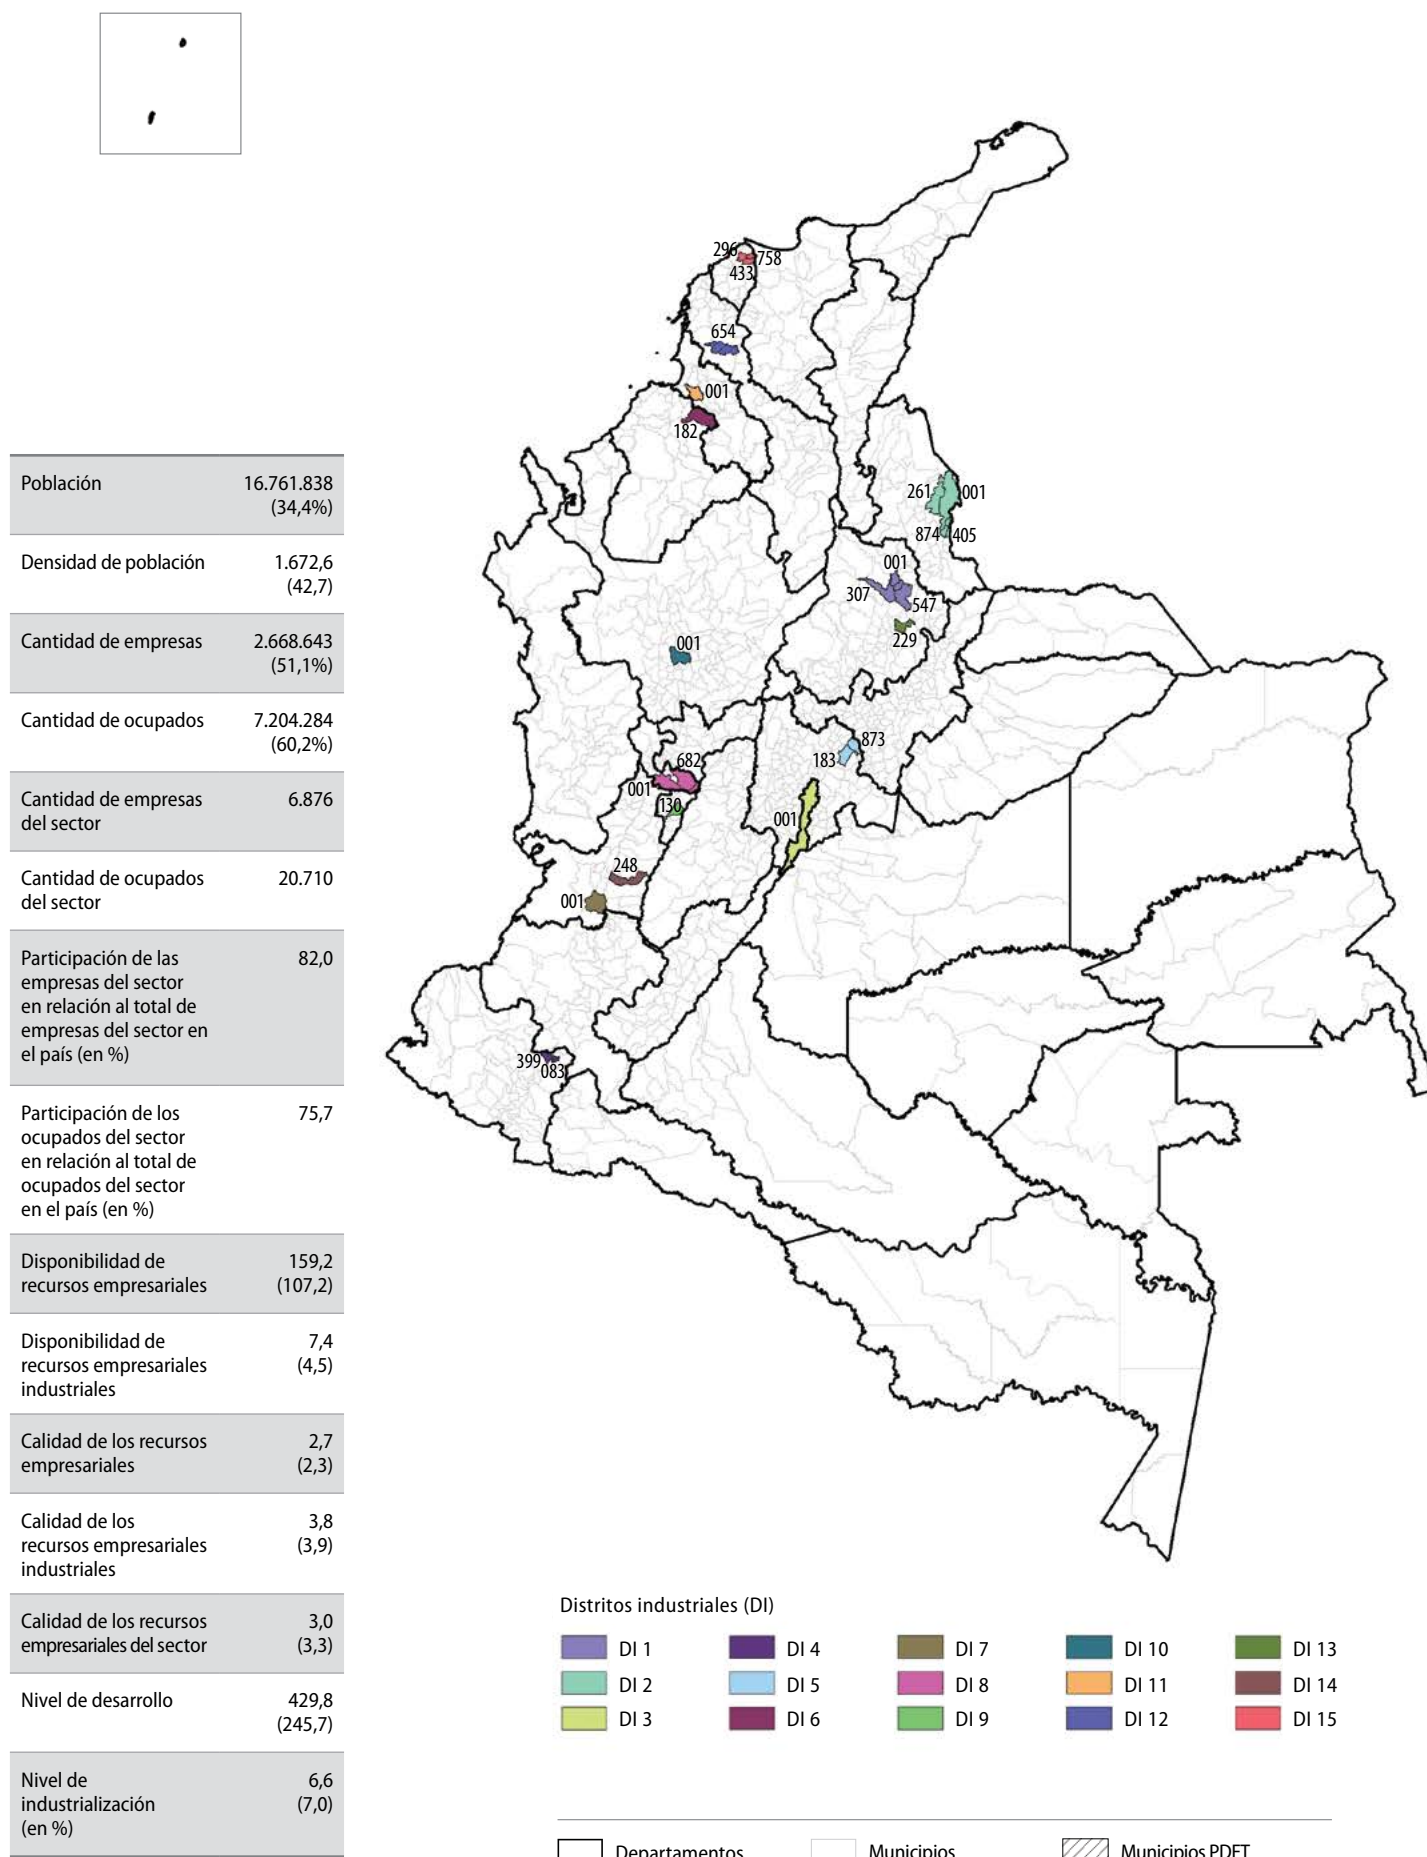 296
758
433
654
001
182
261
001
874
405
001
307
547
229
001
873
183
682
001
130
001
248
001
399
083
Población 16.761.838
(34,4%)
Densidad de población 1.672,6
(42,7)
Cantidad de empresas 2.668.643
(51,1%)
Cantidad de ocupados 7.204.284
(60,2%)
Cantidad de empresas 6.876
del sector
Cantidad de ocupados 20.710
del sector
Participación de las 82,0
empresas del sector
en relación al total de
empresas del sector en
el país (en %)
Participación de los 75,7
ocupados del sector
en relación al total de
ocupados del sector
en el país (en %)
Disponibilidad de 159,2
recursos empresariales (107,2)
Disponibilidad de 7,4
recursos empresariales (4,5)
industriales
Calidad de los recursos 2,7
empresariales (2,3)
Calidad de los 3,8
recursos empresariales (3,9)
industriales
Calidad de los recursos 3,0
empresariales del sector (3,3)
Nivel de desarrollo 429,8
(245,7)
Nivel de 6,6
industrialización (7,0)
(en %)
Distritos industriales (DI)
DI 1 DI 4 DI 7 DI 10 DI 13
DI 2 DI 5 DI 8 DI 11 DI 14
DI 3 DI 6 DI 9 DI 12 DI 15
Departamentos Municipios Municipios PDET